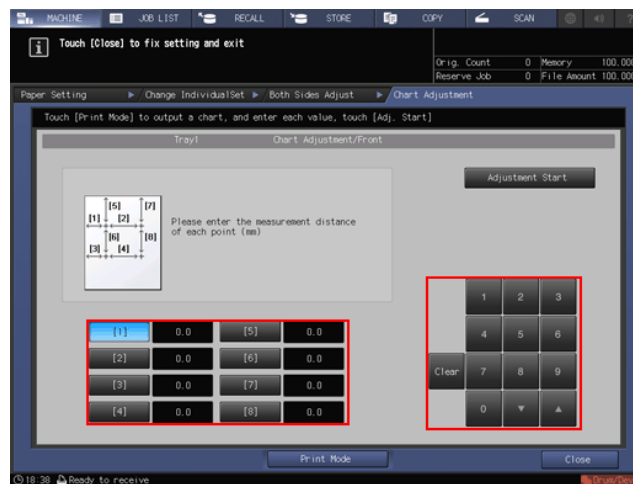 MACHINE JOB LIST RECALL STORE COPY SCAN
Touch [Close] to fix setting and exit
Orig. Count 0 Memory 100.00
Reserve Job 0 File Amount 100.00
Paper Setting Change IndividualSet Both Sides Adjust Chart Adjustment
Touch [Print Mode] to output a chart, and enter each value, touch [Adj. Start]
Tray1 Chart Adjustment/Front
Adjustment Start
[5] [7]
[1] [2]
[6] [8]
[3] [4]
Please enter the measurement distance
of each point (mm)
[1] 0.0 [5] 0.0
[2] 0.0 [6] 0.0
[3] 0.0 [7] 0.0
[4] 0.0 [8] 0.0
1 2 3
4 5 6
Clear 7 8 9
0 ▼ ▲
Print Mode Close
18:38 Ready to receive Drum/Dev